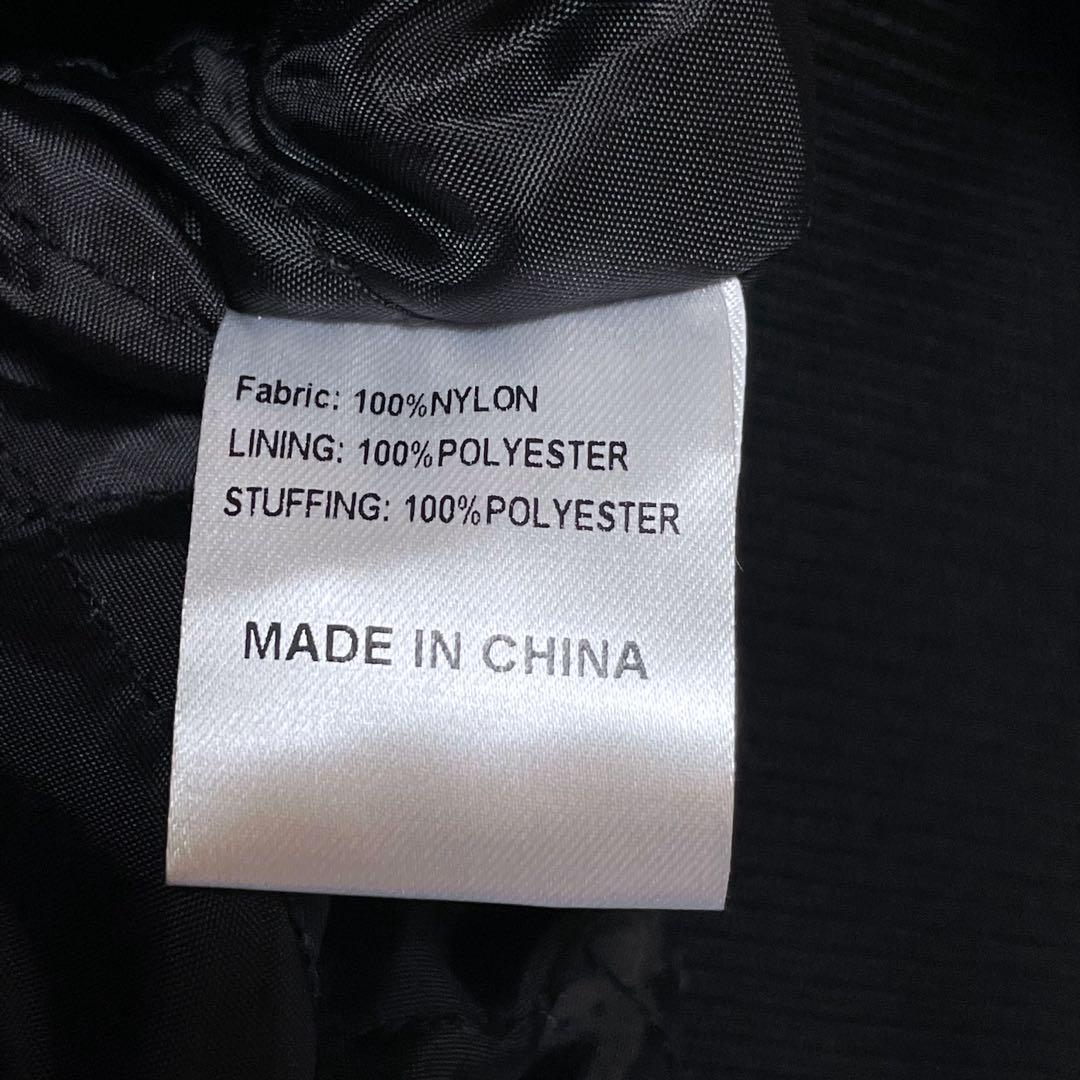 Fabric: 100%NYLON
LINING: 100%POLYESTER
STUFFING: 100%POLYESTER
MADE IN CHINA